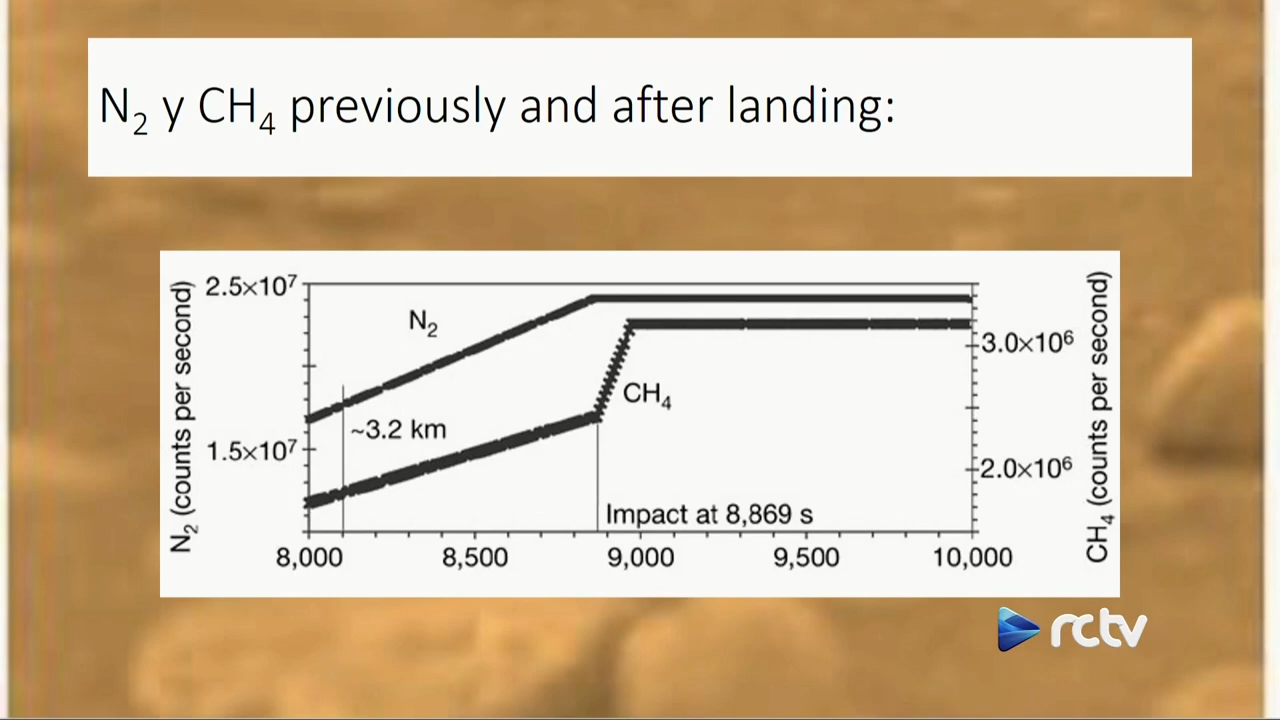 N₂ y CH₄ previously and after landing:
N₂ (counts per second)
2.5×10⁷
1.5×10⁷
N₂
~3.2 km
CH₄
Impact at 8,869 s
3.0×10⁶
2.0×10⁶
CH₄ (counts per second)
8,000 8,500 9,000 9,500 10,000
rctv